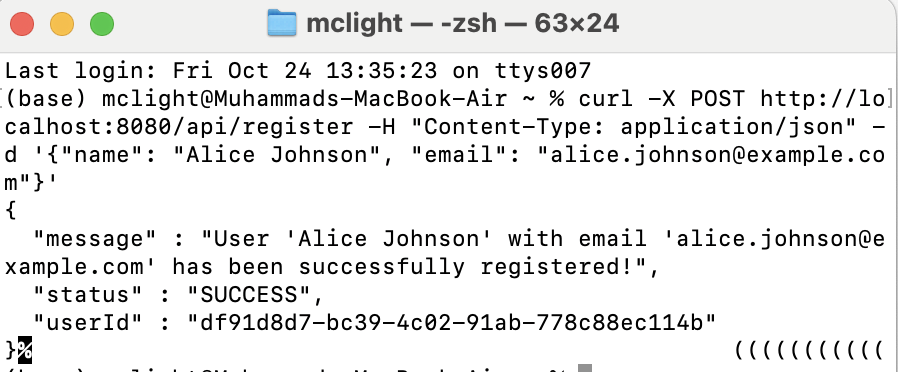 mclight — -zsh — 63×24
Last login: Fri Oct 24 13:35:23 on ttys007
(base) mclight@Muhammads-MacBook-Air ~ % curl -X POST http://lo
calhost:8080/api/register -H "Content-Type: application/json" -
d '{"name": "Alice Johnson", "email": "alice.johnson@example.co
m"}'
{
  "message" : "User 'Alice Johnson' with email 'alice.johnson@e
xample.com' has been successfully registered!",
  "status" : "SUCCESS",
  "userId" : "df91d8d7-bc39-4c02-91ab-778c88ec114b"
}% (((((((((((